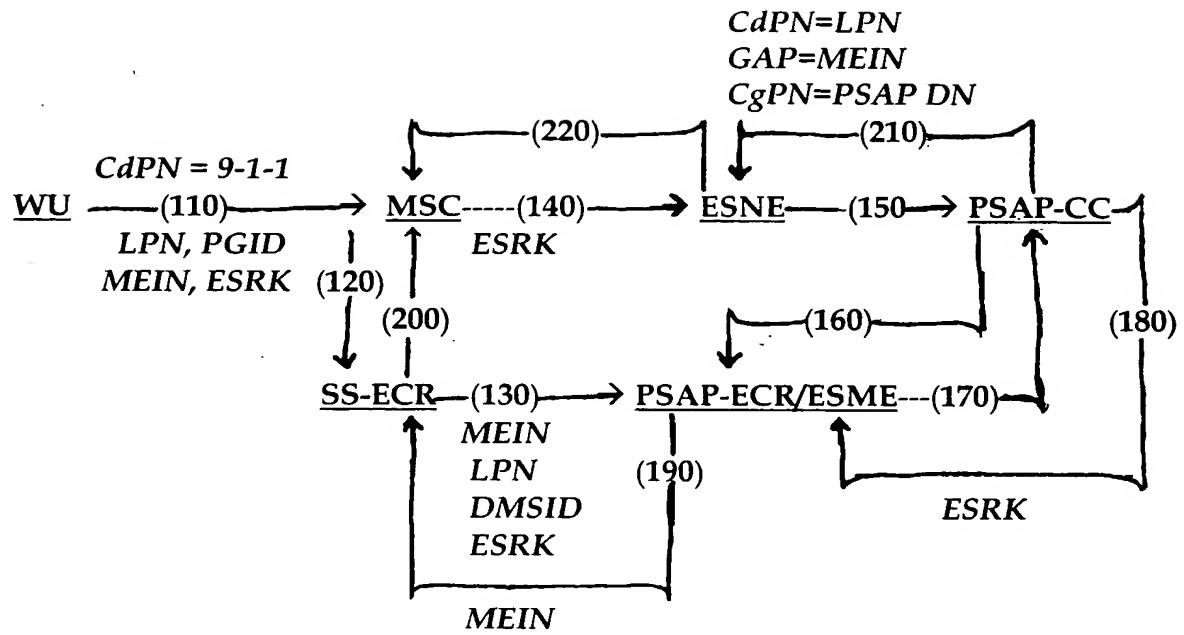 CdPN=LPN
GAP=MEIN
CgPN=PSAP DN
(220)
(210)
CdPN = 9-1-1
WU (110) MSC-----(140) ESNE (150 PSAP-CC
LPN, PGID
ESRK
MEIN, ESRK
(120)
(200)
(160)
(180)
SS-ECR (130) PSAP-ECR/ESME---(170)
MEIN
LPN
(190)
DMSID
ESRK
ESRK
MEIN